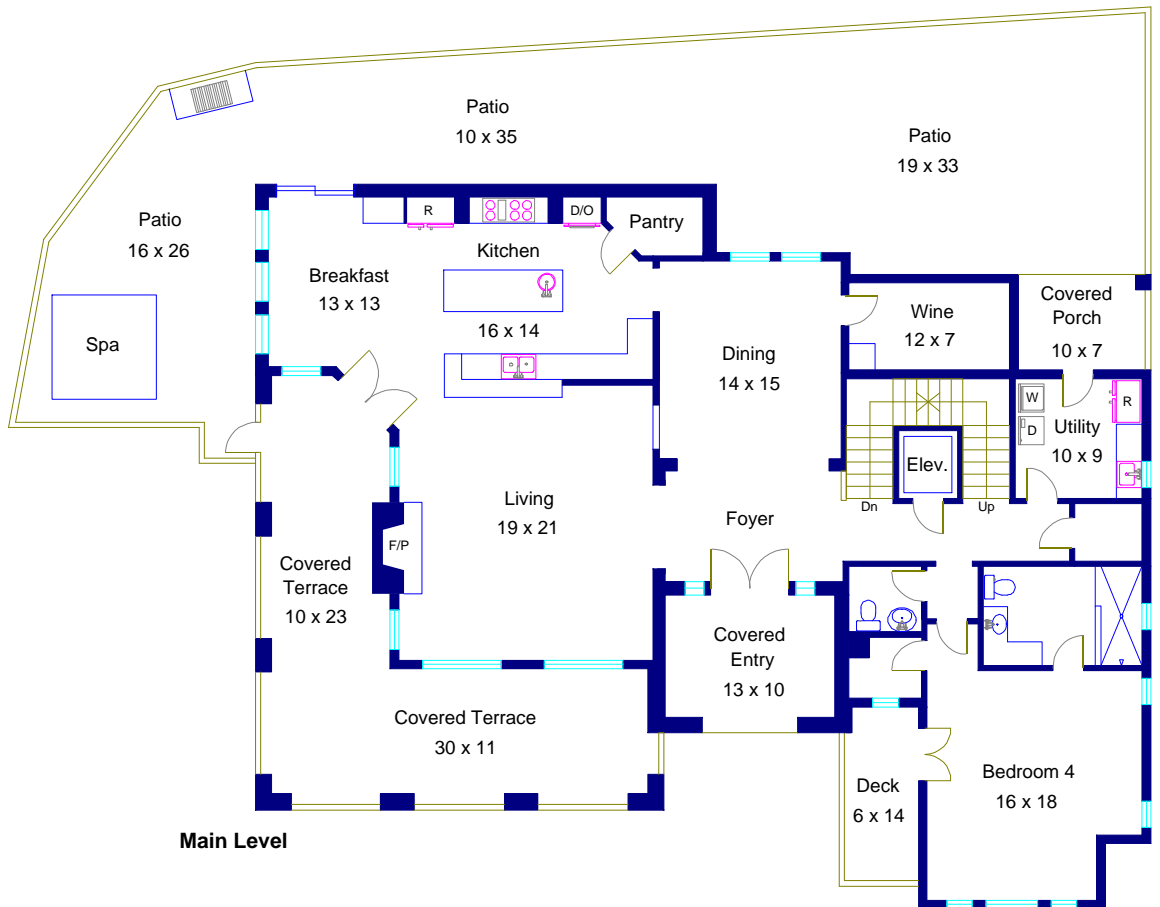 Patio
10 x 35
Patio
19 x 33
Patio
16 x 26
R
D/O
Pantry
Kitchen
Breakfast
13 x 13
16 x 14
Spa
Wine
12 x 7
Covered
Porch
10 x 7
Dining
14 x 15
W
D
R
Utility
10 x 9
Elev.
Dn
Up
Living
19 x 21
Foyer
F/P
Covered
Terrace
10 x 23
Covered
Entry
13 x 10
Covered Terrace
30 x 11
Deck
6 x 14
Bedroom 4
16 x 18
Main Level